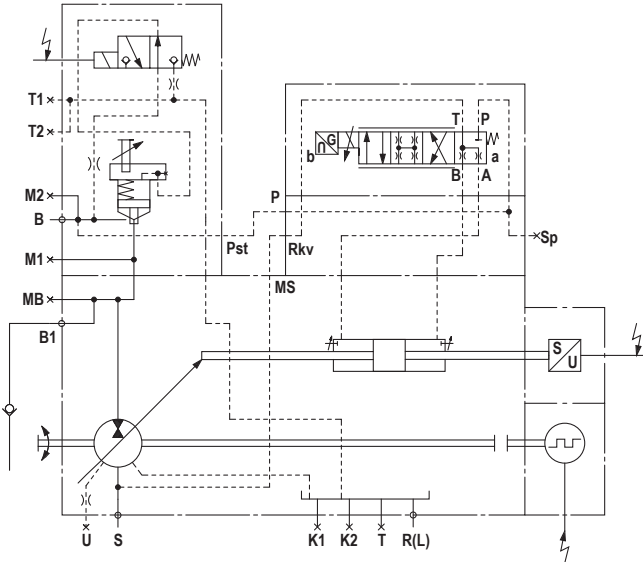 T1
T2
M2
B
M1
MB
B1
T P
G
U
b a
B A
P
Pst Rkv
Sp
MS
S
U
U S K1 K2 T R(L)